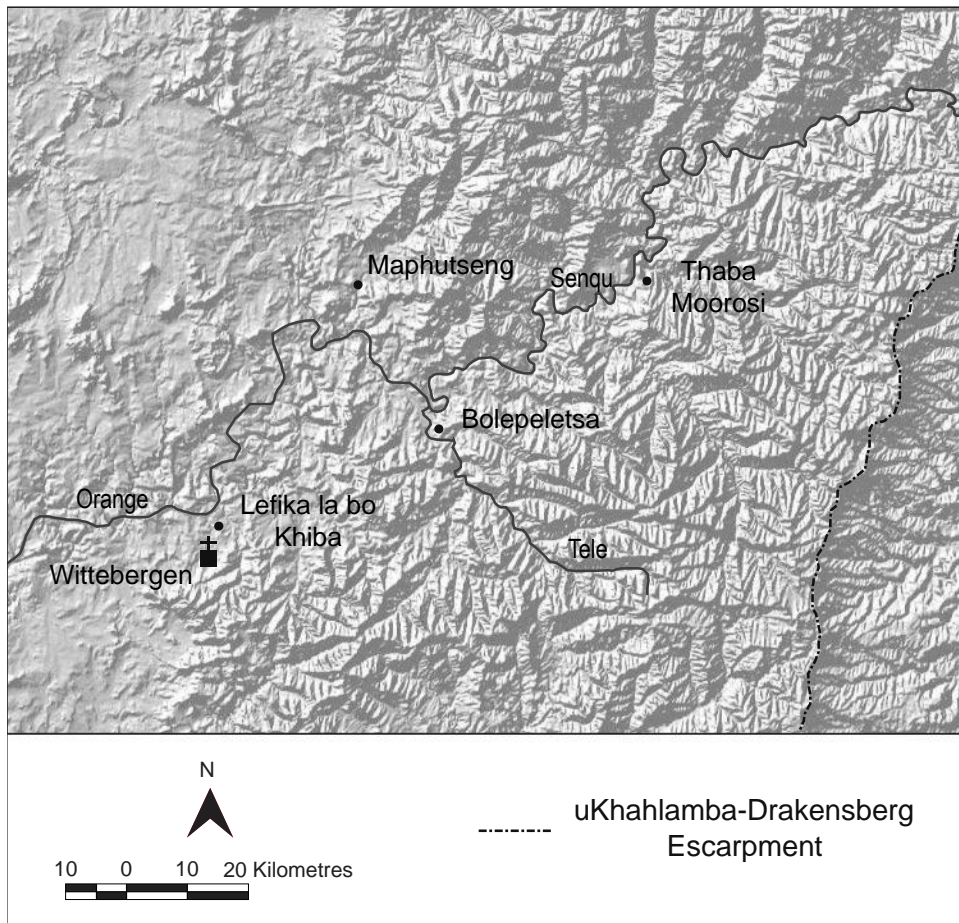 Maphutseng
Senqu
Thaba
Moorosi
Bolepeletsa
Orange
Lefika la bo
Khiba
Tele
Wittebergen
N
uKhahlamba-Drakensberg
Escarpment
10 0 10 20 Kilometres